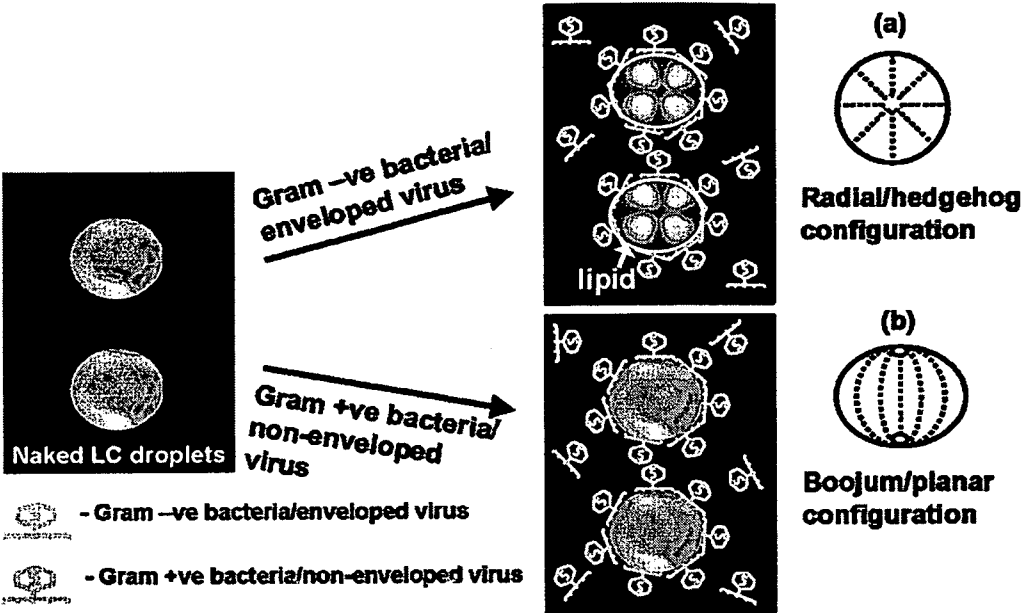 (a)
Gram –ve bacteria/
enveloped virus
Radial/hedgehog
configuration
lipid
(b)
Gram +ve bacteria/
non-enveloped
virus
Naked LC droplets
Boojum/planar
configuration
- Gram –ve bacteria/enveloped virus
- Gram +ve bacteria/non-enveloped virus